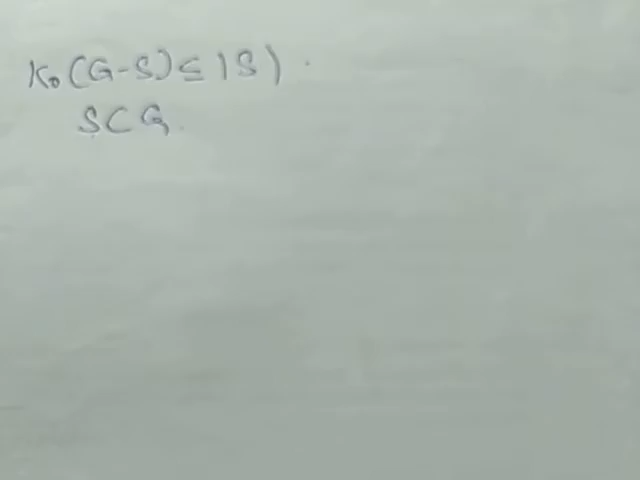 K₀(G-S) ≤ |S|.
S ⊂ G.